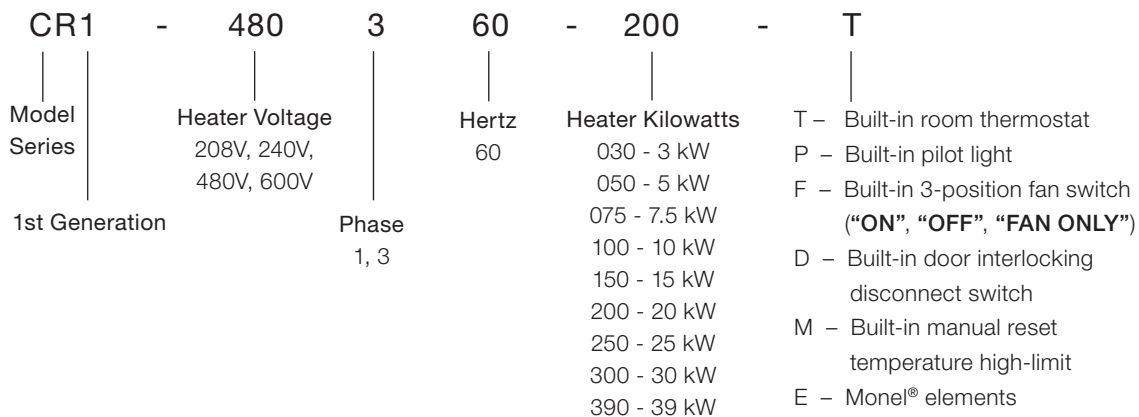 CR1 - 480 3 60 - 200 - T
Model
Series
1st Generation
Heater Voltage
208V, 240V,
480V, 600V
Phase
1, 3
Hertz
60
Heater Kilowatts
030 - 3 kW
050 - 5 kW
075 - 7.5 kW
100 - 10 kW
150 - 15 kW
200 - 20 kW
250 - 25 kW
300 - 30 kW
390 - 39 kW
T – Built-in room thermostat
P – Built-in pilot light
F – Built-in 3-position fan switch
(“ON”, “OFF”, “FAN ONLY”)
D – Built-in door interlocking
disconnect switch
M – Built-in manual reset
temperature high-limit
E – Monel® elements